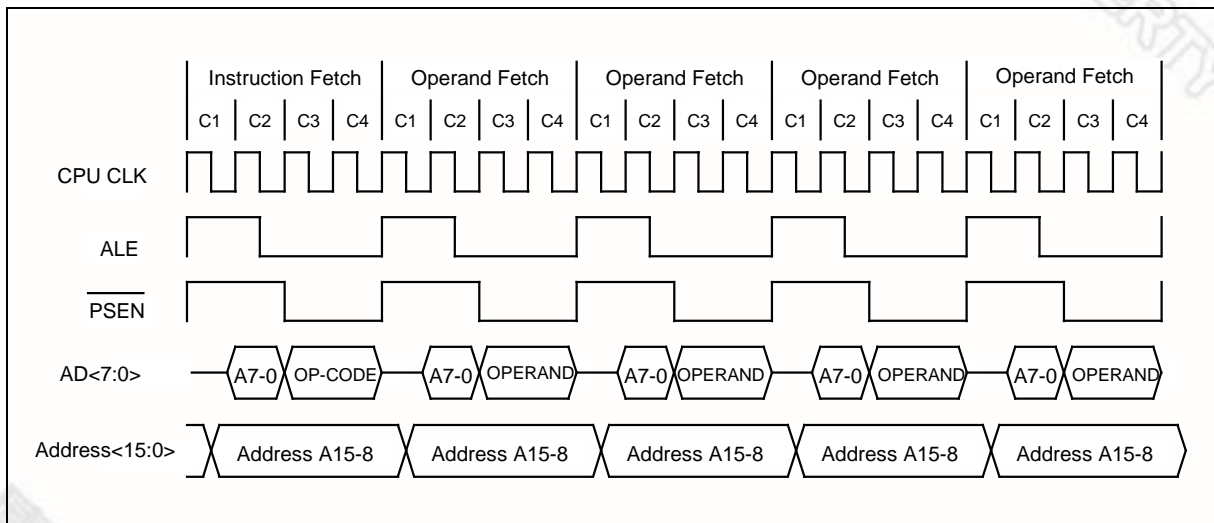 Instruction Fetch Operand Fetch Operand Fetch Operand Fetch Operand Fetch
C1 C2 C3 C4 C1 C2 C3 C4 C1 C2 C3 C4 C1 C2 C3 C4 C1 C2 C3 C4
CPU CLK
ALE
PSEN
AD<7:0> A7-0 OP-CODE A7-0 OPERAND A7-0 OPERAND A7-0 OPERAND A7-0 OPERAND
Address<15:0> Address A15-8 Address A15-8 Address A15-8 Address A15-8 Address A15-8